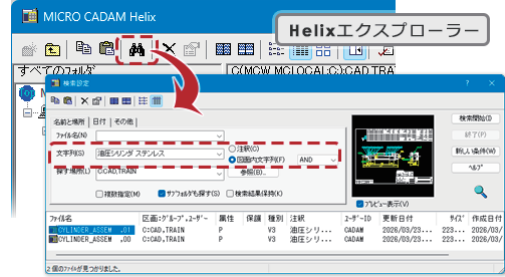 MICRO CADAM Helix
Helixエクスプローラー
すべてのフォルダ
C(MCW_MCLOCAL:C):CADTRA
検索設定
名前と場所 日付 その他
ファイル名(N)
文字列(S) 油圧シリンダ ステンレス
注釈(C)
図面内文字列(F) AND
探す場所(L) C:CAD,TRAIN
参照(O)...
複数指定(M) サブフォルダも探す(S) 検索結果保持(K)
検索開始(I)
終了(P)
新しい条件(W)
ヘルプ
プレビュー表示(V)
ファイル名 区画:グループ.ユーザー 属性 保護 種別 注釈 ユーザーID 更新日付 サイズ 作成日付
CYLINDER_ASSEM .01 C:CAD.TRAIN P V3 油圧シリ... CADAM 2026/03/23... 223... 2026/03/
CYLINDER_ASSEM .00 C:CAD.TRAIN P V3 油圧シリ... CADAM 2026/03/23... 223... 2026/03/
2 個のファイルが見つかりました。